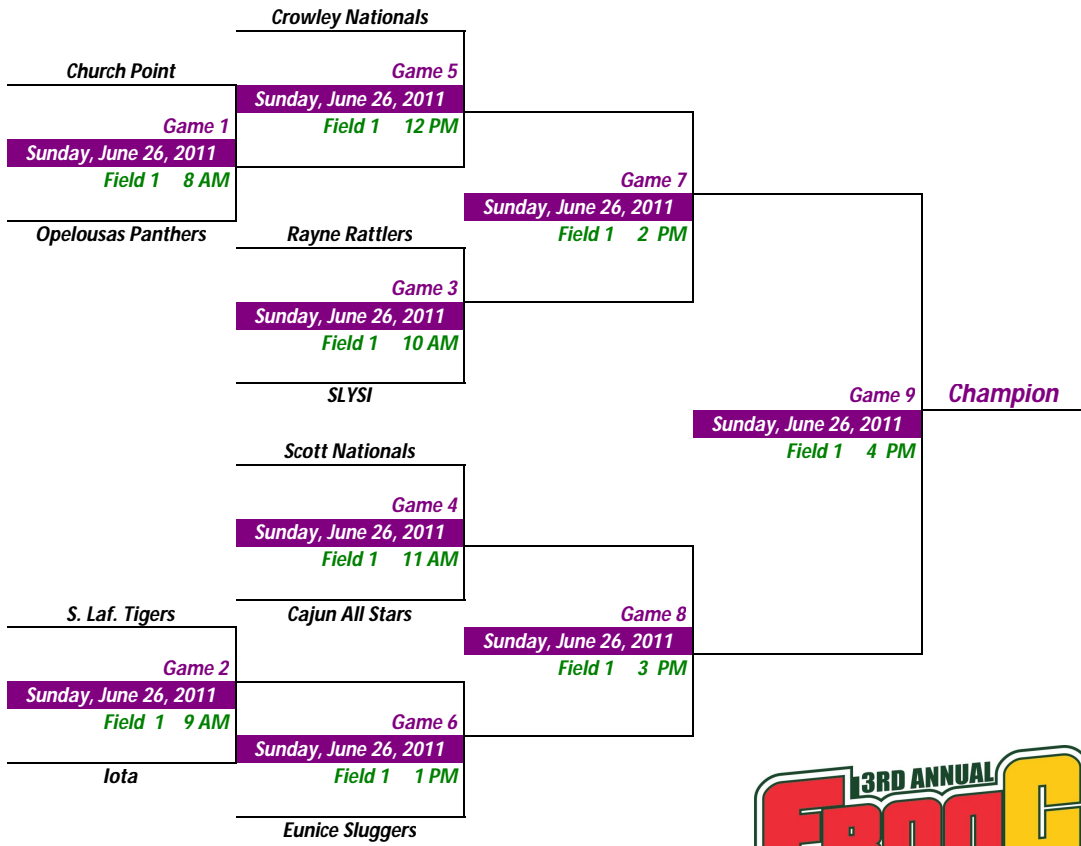 Crowley Nationals
Church Point
Game 5
Sunday, June 26, 2011
Field 1 12 PM
Game 1
Sunday, June 26, 2011
Field 1 8 AM
Opelousas Panthers
Game 7
Sunday, June 26, 2011
Field 1 2 PM
Rayne Rattlers
Game 3
Sunday, June 26, 2011
Field 1 10 AM
SLYSI
Game 9
Champion
Sunday, June 26, 2011
Field 1 4 PM
Scott Nationals
Game 4
Sunday, June 26, 2011
Field 1 11 AM
Cajun All Stars
S. Laf. Tigers
Game 8
Sunday, June 26, 2011
Field 1 3 PM
Game 2
Sunday, June 26, 2011
Field 1 9 AM
Iota
Game 6
Sunday, June 26, 2011
Field 1 1 PM
Eunice Sluggers
3RD ANNUAL